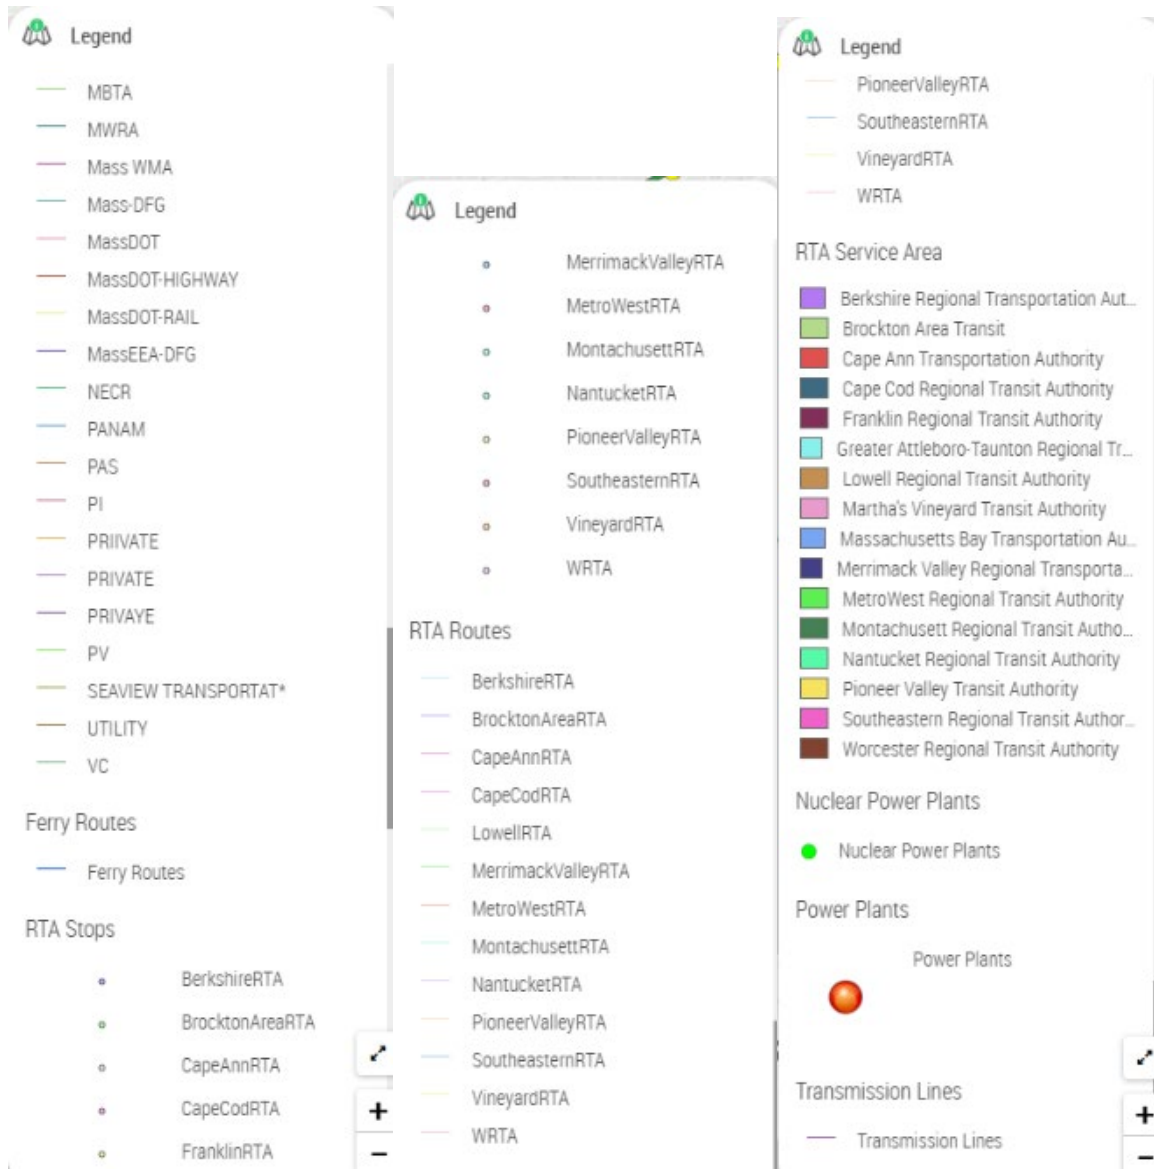 Legend
MBTA
MWRA
Mass WMA
Mass-DFG
MassDOT
MassDOT-HIGHWAY
MassDOT-RAIL
MassEEA-DFG
NECR
PANAM
PAS
PI
PRIIVATE
PRIVATE
PRIVAYE
PV
SEAVIEW TRANSPORTAT*
UTILITY
VC
Ferry Routes
Ferry Routes
RTA Stops
BerkshireRTA
BrocktonAreaRTA
CapeAnnRTA
CapeCodRTA
FranklinRTA
Legend
MerrimackValleyRTA
MetroWestRTA
MontachusettRTA
NantucketRTA
PioneerValleyRTA
SoutheasternRTA
VineyardRTA
WRTA
RTA Routes
BerkshireRTA
BrocktonAreaRTA
CapeAnnRTA
CapeCodRTA
LowellRTA
MerrimackValleyRTA
MetroWestRTA
MontachusettRTA
NantucketRTA
PioneerValleyRTA
SoutheasternRTA
VineyardRTA
WRTA
Legend
PioneerValleyRTA
SoutheasternRTA
VineyardRTA
WRTA
RTA Service Area
Berkshire Regional Transportation Aut...
Brockton Area Transit
Cape Ann Transportation Authority
Cape Cod Regional Transit Authority
Franklin Regional Transit Authority
Greater Attleboro-Taunton Regional Tr...
Lowell Regional Transit Authority
Martha's Vineyard Transit Authority
Massachusetts Bay Transportation Au...
Merrimack Valley Regional Transporta...
MetroWest Regional Transit Authority
Montachusett Regional Transit Autho...
Nantucket Regional Transit Authority
Pioneer Valley Transit Authority
Southeastern Regional Transit Author...
Worcester Regional Transit Authority
Nuclear Power Plants
Nuclear Power Plants
Power Plants
Power Plants
Transmission Lines
Transmission Lines